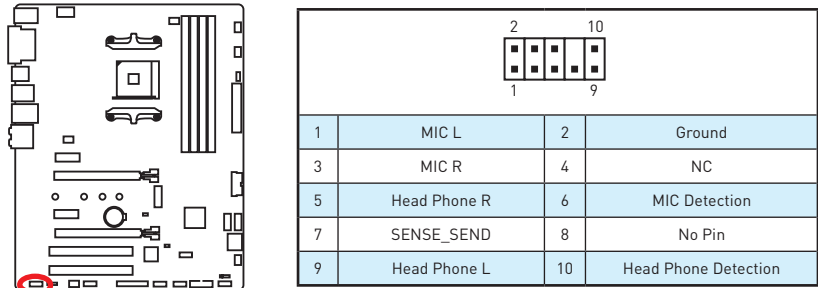 2 10
1 9
1 MIC L 2 Ground
3 MIC R 4 NC
5 Head Phone R 6 MIC Detection
7 SENSE_SEND 8 No Pin
9 Head Phone L 10 Head Phone Detection